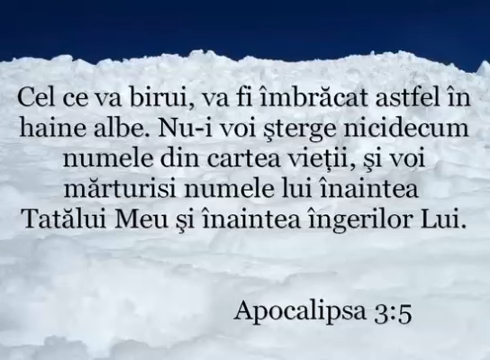 Cel ce va birui, va fi îmbrăcat astfel în
haine albe. Nu-i voi şterge nicidecum
numele din cartea vieţii, şi voi
mărturisi numele lui înaintea
Tatălui Meu şi înaintea îngerilor Lui.
Apocalipsa 3:5